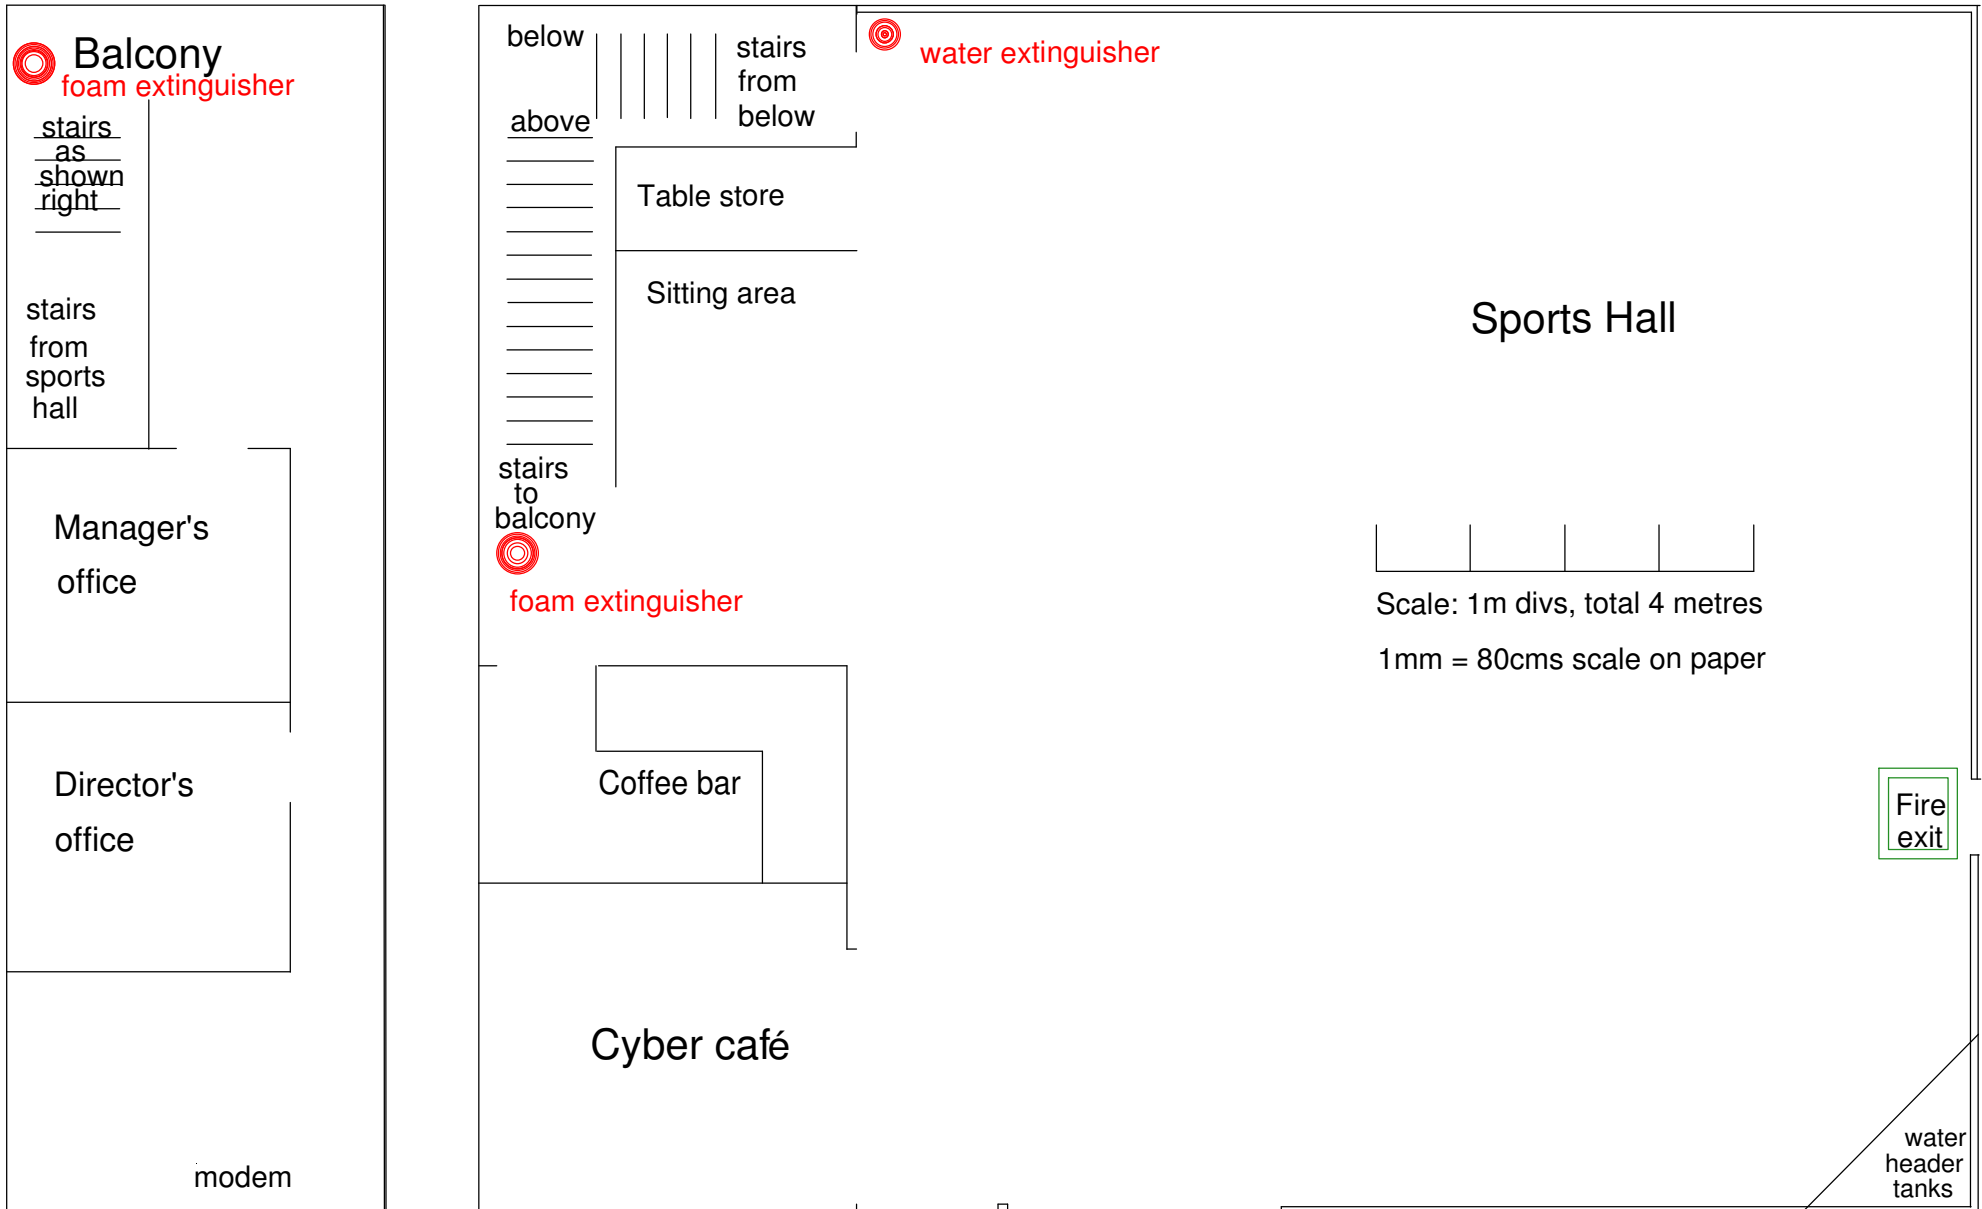 Balcony
foam extinguisher
stairs
as
shown
right
stairs
from
sports
hall
Manager's
office
Director's
office
modem
below
above
stairs
from
below
water extinguisher
Table store
Sitting area
stairs
to
balcony
foam extinguisher
Coffee bar
Cyber café
Sports Hall
Scale: 1m divs, total 4 metres
1mm = 80cms scale on paper
Fire
exit
water
header
tanks